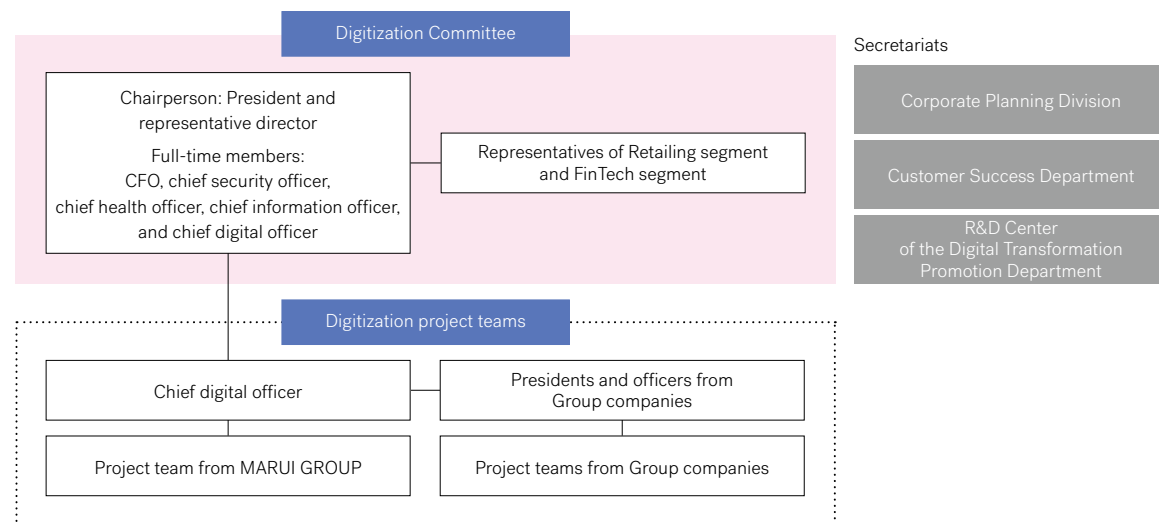 Digitization Committee
Chairperson: President and
representative director
Full-time members:
CFO, chief security officer,
chief health officer, chief information officer,
and chief digital officer
Representatives of Retailing segment
and FinTech segment
Secretariats
Corporate Planning Division
Customer Success Department
R&D Center
of the Digital Transformation
Promotion Department
Digitization project teams
Chief digital officer
Presidents and officers from
Group companies
Project team from MARUI GROUP
Project teams from Group companies